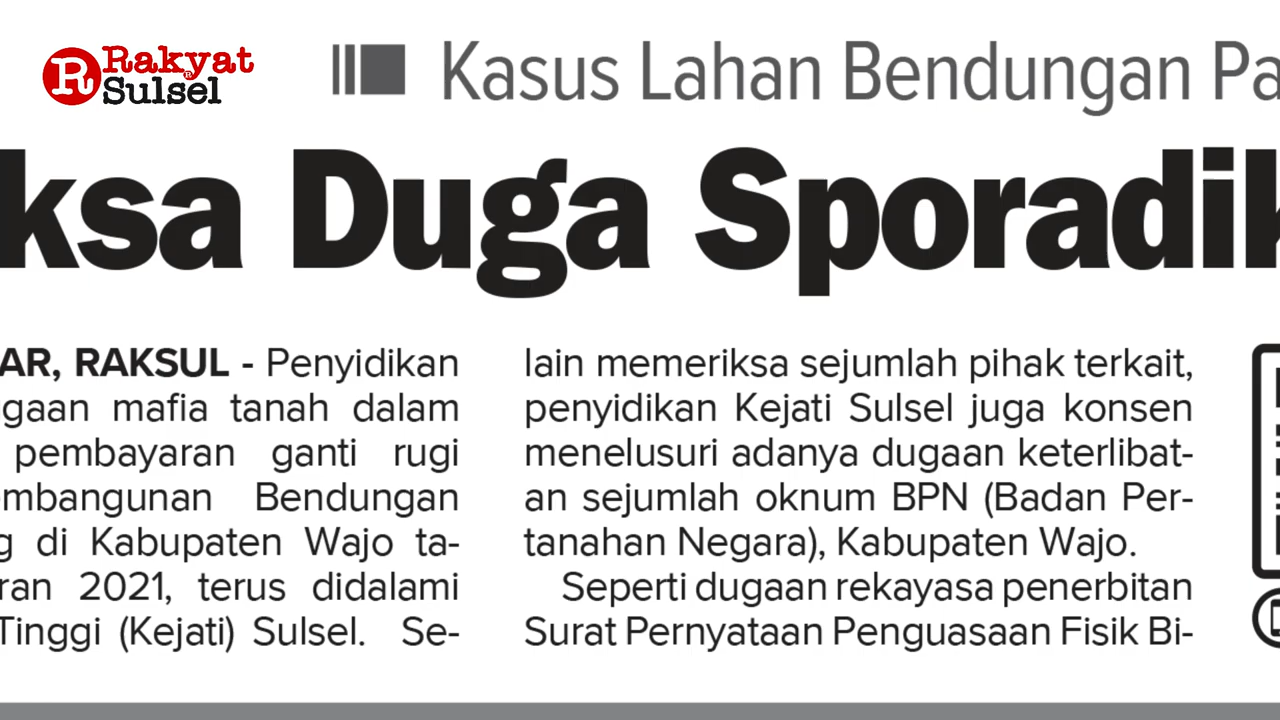 Rakyat
Sulsel
Kasus Lahan Bendungan Pa
ksa Duga Sporadik
AR, RAKSUL - Penyidikan
gaan mafia tanah dalam
pembayaran ganti rugi
embangunan Bendungan
g di Kabupaten Wajo ta-
ran 2021, terus didalami
Tinggi (Kejati) Sulsel. Se-
lain memeriksa sejumlah pihak terkait,
penyidikan Kejati Sulsel juga konsen
menelusuri adanya dugaan keterlibat-
an sejumlah oknum BPN (Badan Per-
tanahan Negara), Kabupaten Wajo.
Seperti dugaan rekayasa penerbitan
Surat Pernyataan Penguasaan Fisik Bi-